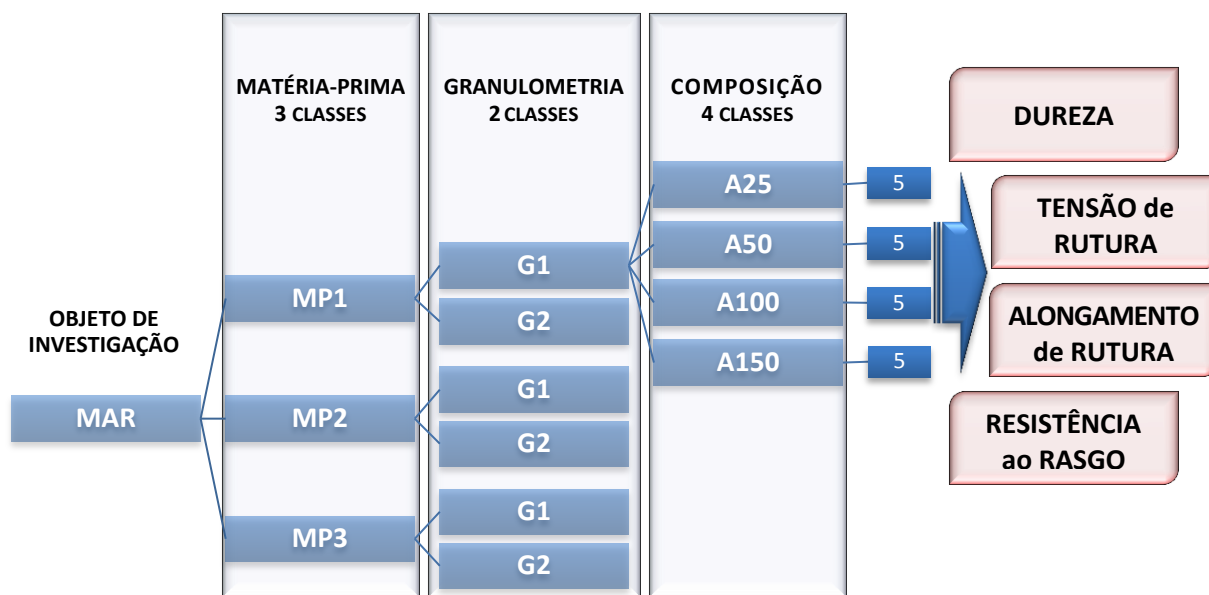 OBJETO DE
INVESTIGAÇÃO
MAR
MATÉRIA-PRIMA
3 CLASSES
MP1
MP2
MP3
GRANULOMETRIA
2 CLASSES
G1
G2
G1
G2
G1
G2
COMPOSIÇÃO
4 CLASSES
A25
5
A50
5
A100
5
A150
5
DUREZA
TENSÃO de
RUTURA
ALONGAMENTO
de RUTURA
RESISTÊNCIA
ao RASGO